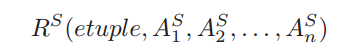 R^S(etuple, A_1^S, A_2^S, ..., A_n^S)